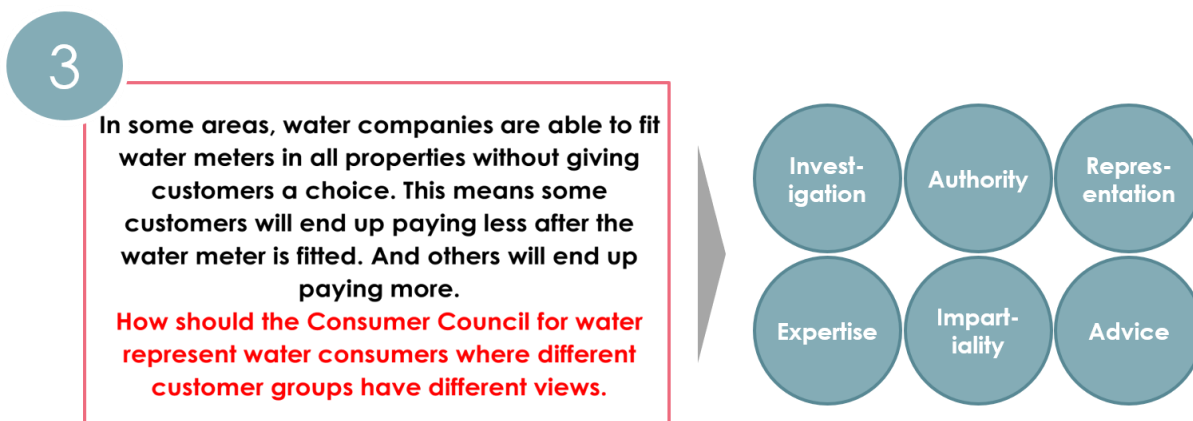 3
In some areas, water companies are able to fit
water meters in all properties without giving
customers a choice. This means some
customers will end up paying less after the
water meter is fitted. And others will end up
paying more.
How should the Consumer Council for water
represent water consumers where different
customer groups have different views.
Invest-
igation
Authority
Repres-
entation
Expertise
Impart-
iality
Advice